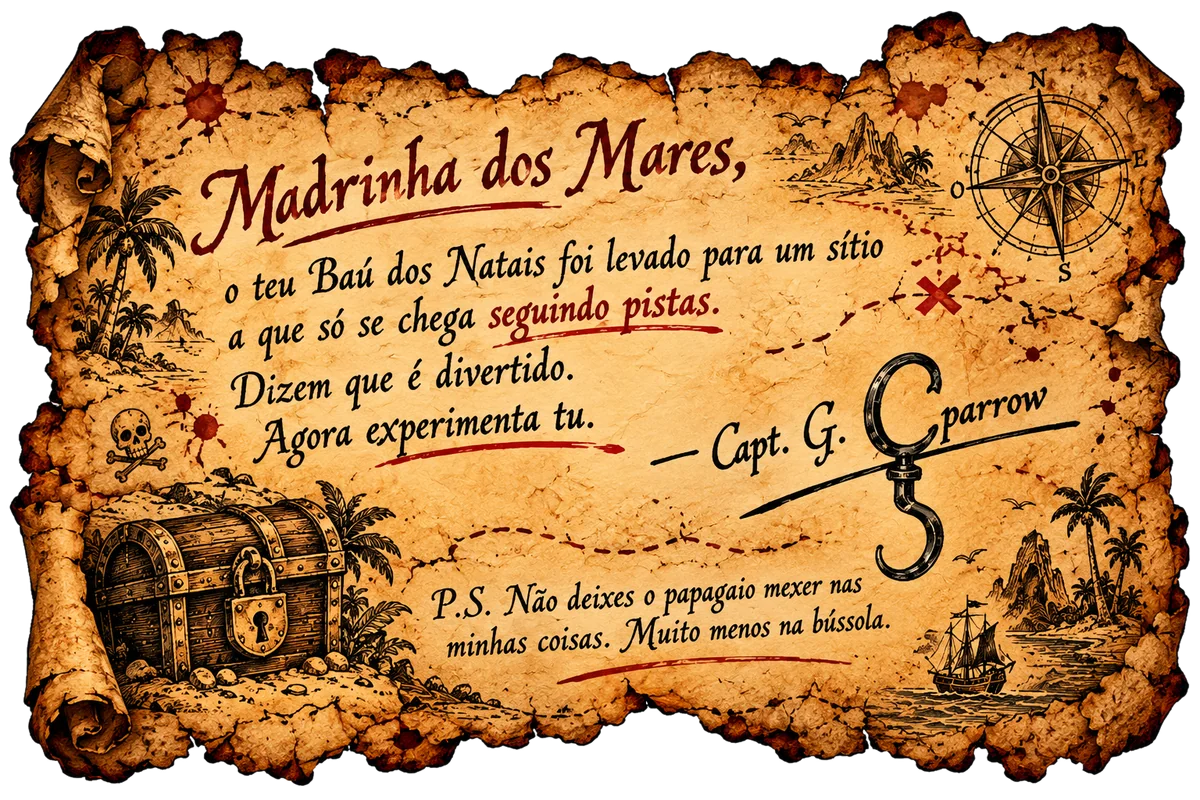 Madrinha dos Mares,
o teu Baú dos Natais foi levado para um sítio
a que só se chega seguindo pistas.
Dizem que é divertido.
Agora experimenta tu.
— Capt. G. Sparrow
P.S. Não deixes o papagaio mexer nas
minhas coisas. Muito menos na bússola.
N
E
O
S